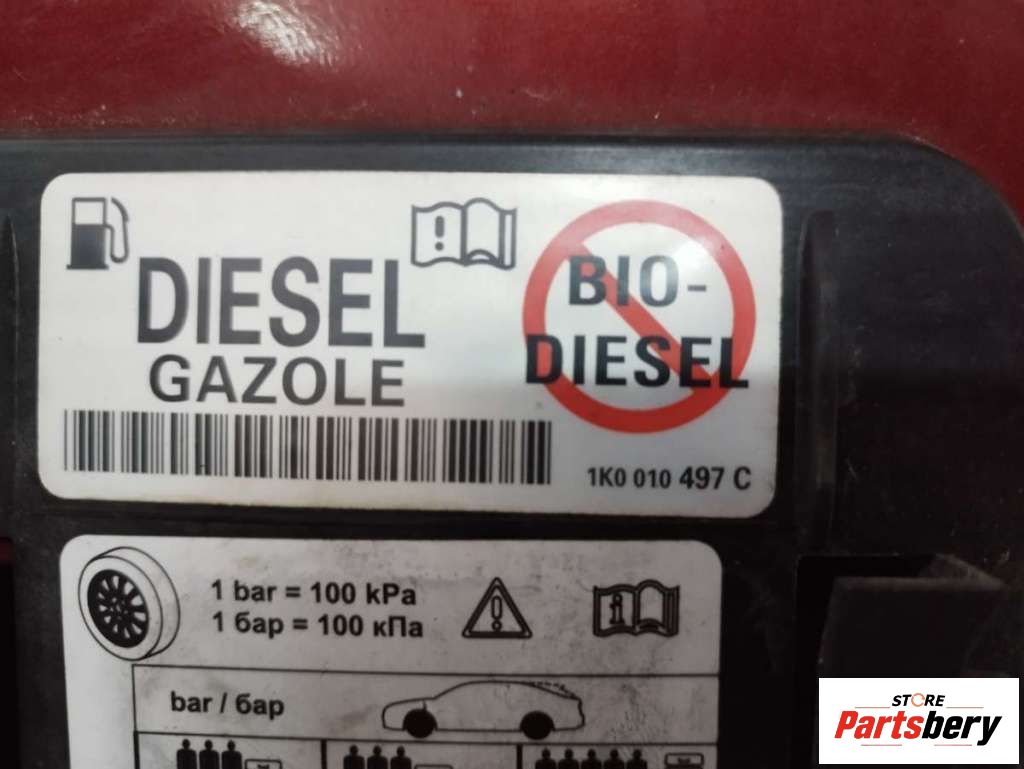 DIESEL
GAZOLE
BIO-
DIESEL
1K0 010 497 C
1 bar = 100 kPa
1 бар = 100 кПа
bar / бар
STORE
Partsbery